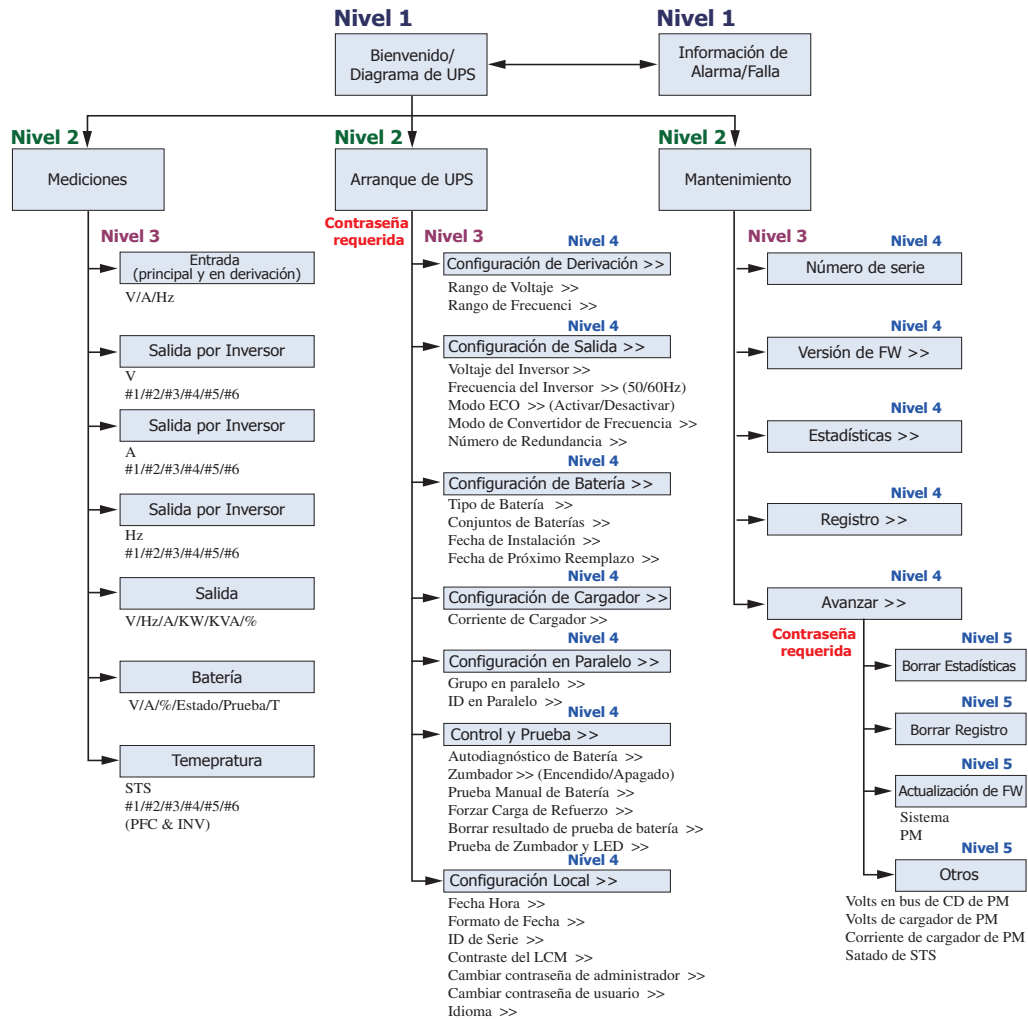 Nivel 1
Bienvenido/
Diagrama de UPS
Nivel 1
Información de
Alarma/Falla
Nivel 2
Mediciones
Nivel 3
Entrada
(principal y en derivación)
V/A/Hz
Salida por Inversor
V
#1/#2/#3/#4/#5/#6
Salida por Inversor
A
#1/#2/#3/#4/#5/#6
Salida por Inversor
Hz
#1/#2/#3/#4/#5/#6
Salida
V/Hz/A/KW/KVA/%
Batería
V/A/%/Estado/Prueba/T
Temepratura
STS
#1/#2/#3/#4/#5/#6
(PFC & INV)
Nivel 2
Arranque de UPS
Contraseña
requerida
Nivel 3
Nivel 4
Configuración de Derivación >>
Rango de Voltaje >>
Rango de Frecuenci >>
Nivel 4
Configuración de Salida >>
Voltaje del Inversor >>
Frecuencia del Inversor >> (50/60Hz)
Modo ECO >> (Activar/Desactivar)
Modo de Convertidor de Frecuencia >>
Número de Redundancia >>
Nivel 4
Configuración de Batería >>
Tipo de Batería >>
Conjuntos de Baterías >>
Fecha de Instalación >>
Fecha de Próximo Reemplazo >>
Nivel 4
Configuración de Cargador >>
Corriente de Cargador >>
Nivel 4
Configuración en Paralelo >>
Grupo en paralelo >>
ID en Paralelo >>
Nivel 4
Control y Prueba >>
Autodiagnóstico de Batería >>
Zumbador >> (Encendido/Apagado)
Prueba Manual de Batería >>
Forzar Carga de Refuerzo >>
Borrar resultado de prueba de batería >>
Prueba de Zumbador y LED >>
Nivel 4
Configuración Local >>
Fecha Hora >>
Formato de Fecha >>
ID de Serie >>
Contraste del LCM >>
Cambiar contraseña de administrador >>
Cambiar contraseña de usuario >>
Idioma >>
Nivel 2
Mantenimiento
Nivel 3
Nivel 4
Número de serie
Nivel 4
Versión de FW >>
Nivel 4
Estadísticas >>
Nivel 4
Registro >>
Nivel 4
Avanzar >>
Contraseña
requerida
Nivel 5
Borrar Estadísticas
Nivel 5
Borrar Registro
Nivel 5
Actualización de FW
Sistema
PM
Nivel 5
Otros
Volts en bus de CD de PM
Volts de cargador de PM
Corriente de cargador de PM
Satado de STS